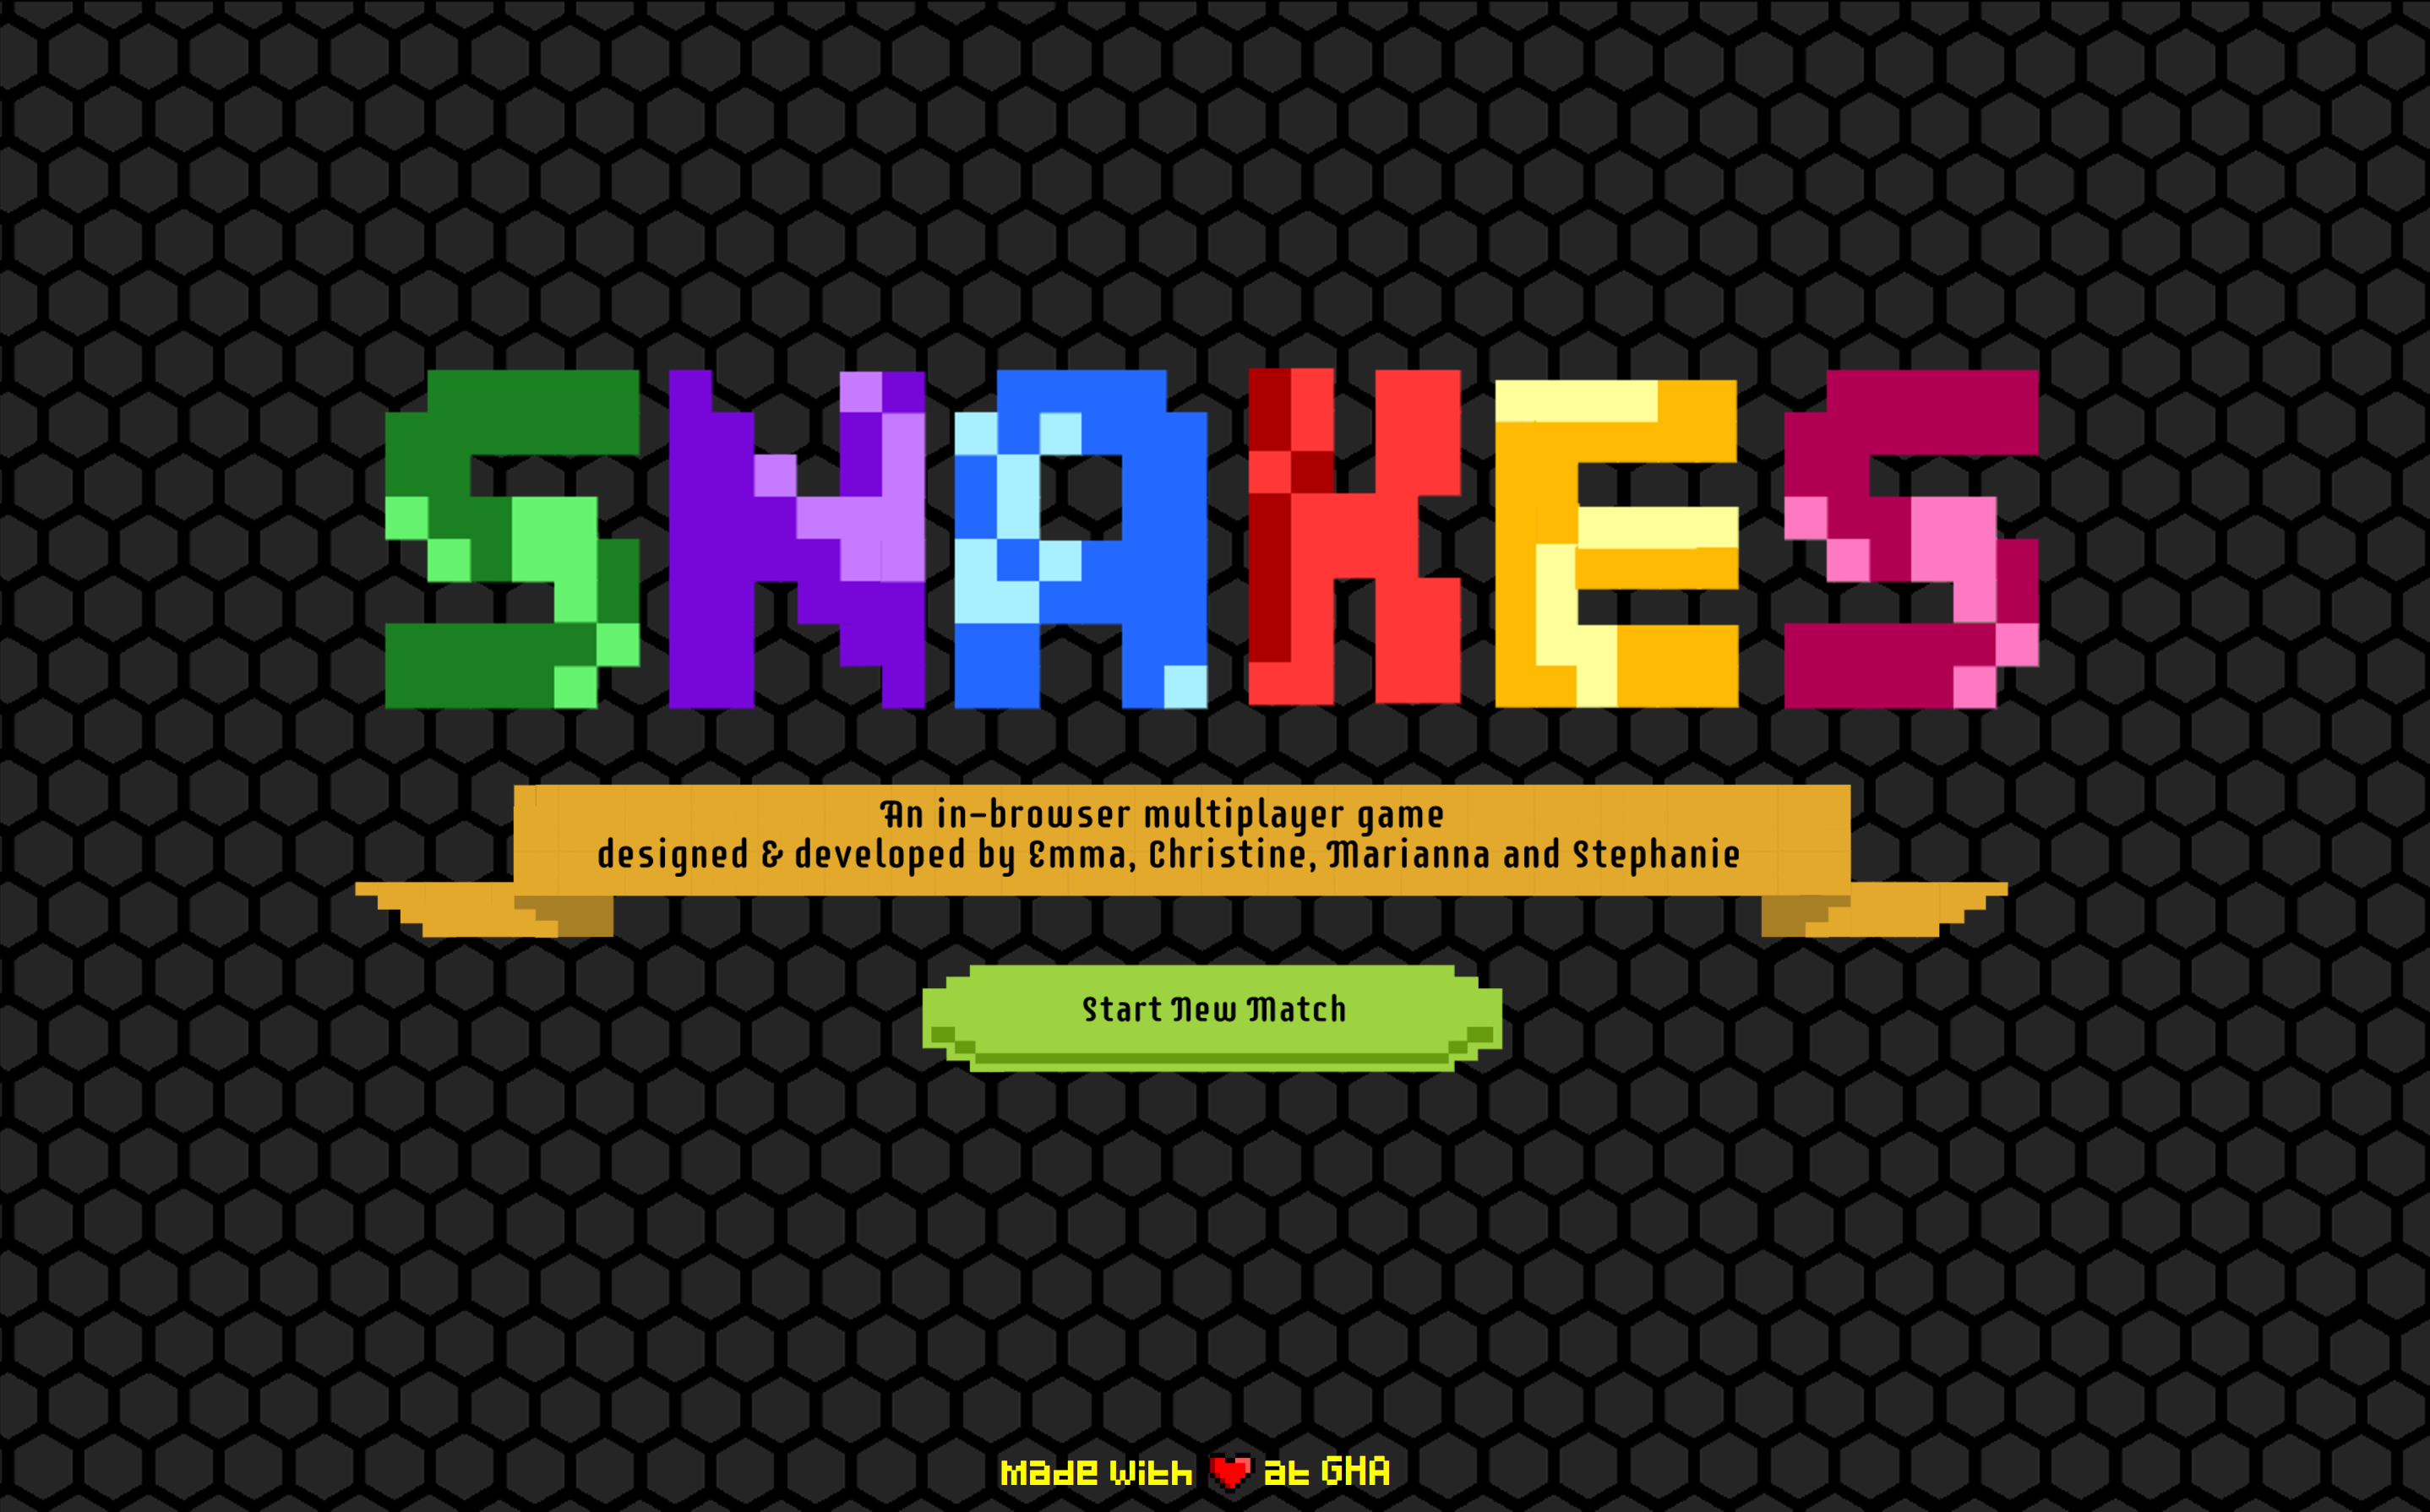 SNAKES
An in-browser multiplayer game
designed & developed by Emma, Christine, Marianna and Stephanie
Start New Match
made with ❤ at GHA